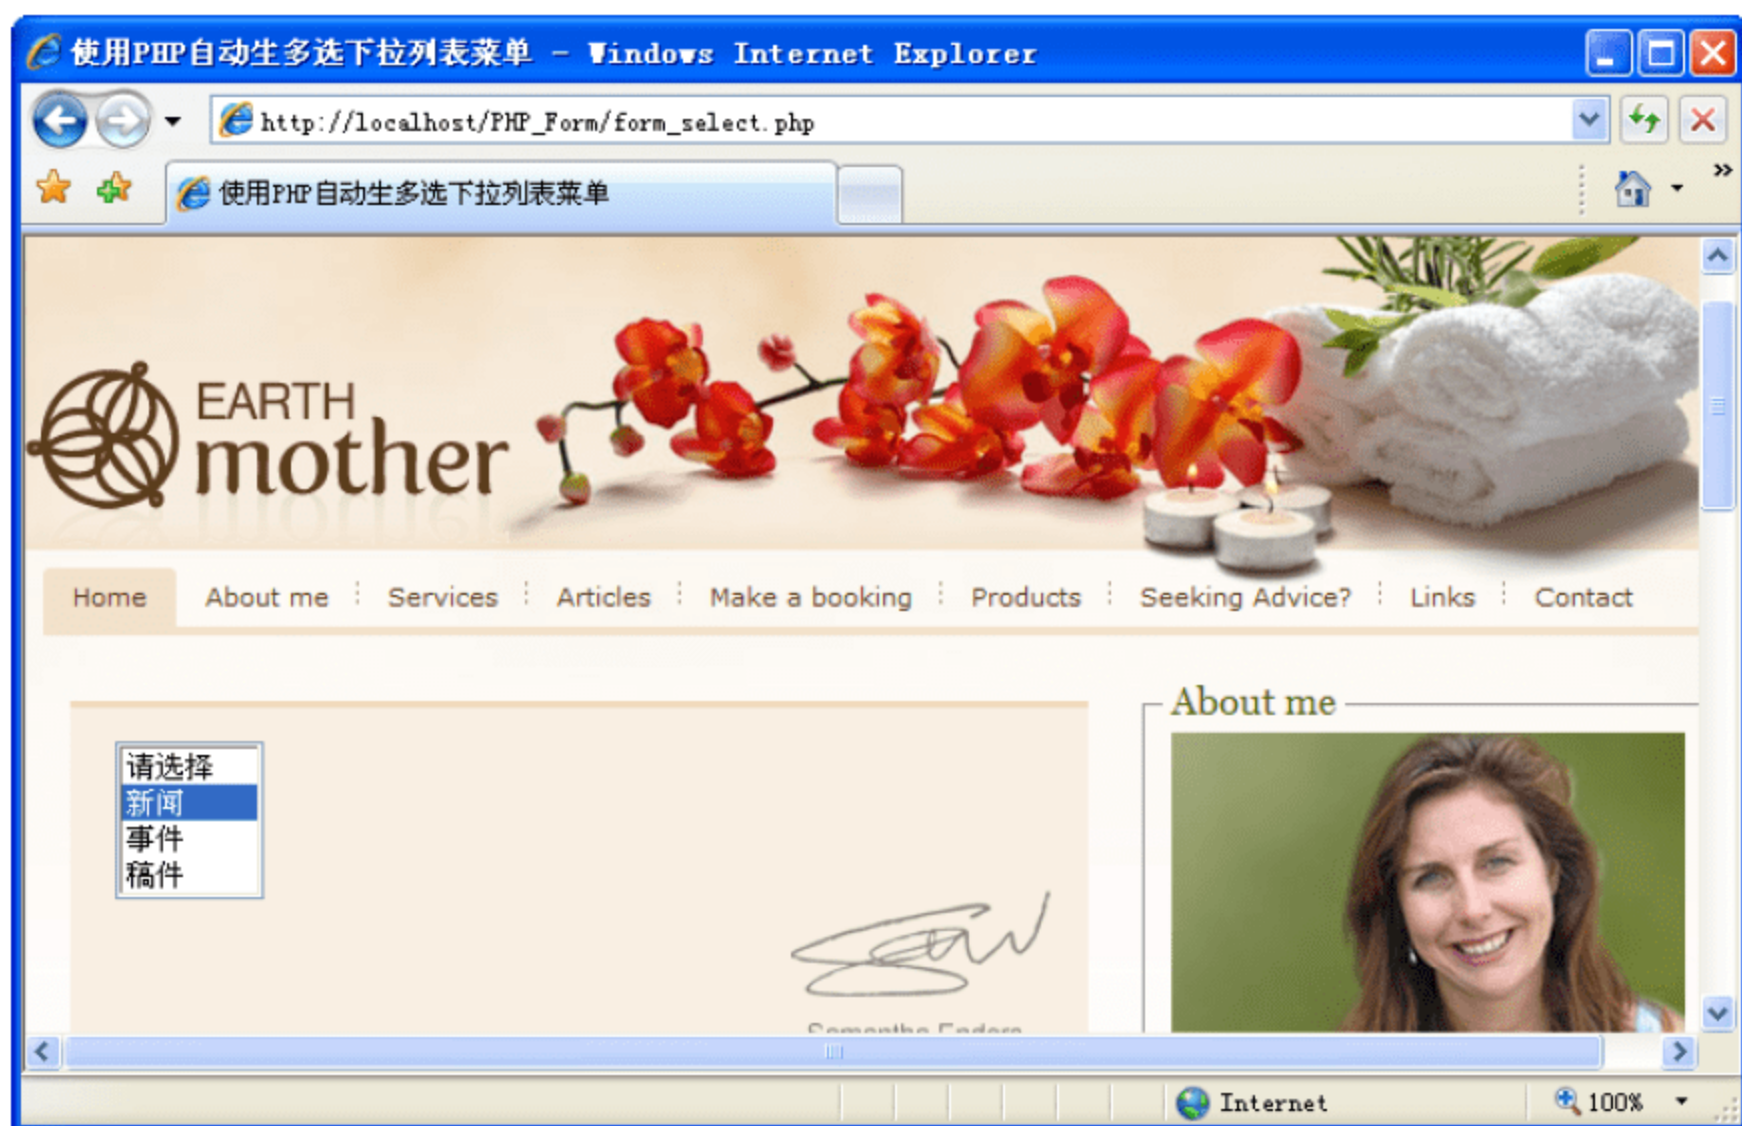 使用PHP自动生多选下拉列表菜单 - Windows Internet Explorer
http://localhost/PHP_Form/form_select.php
使用PHP自动生多选下拉列表菜单
EARTH
mother
Home About me Services Articles Make a booking Products Seeking Advice? Links Contact
About me
请选择
新闻
事件
稿件
Internet 100%